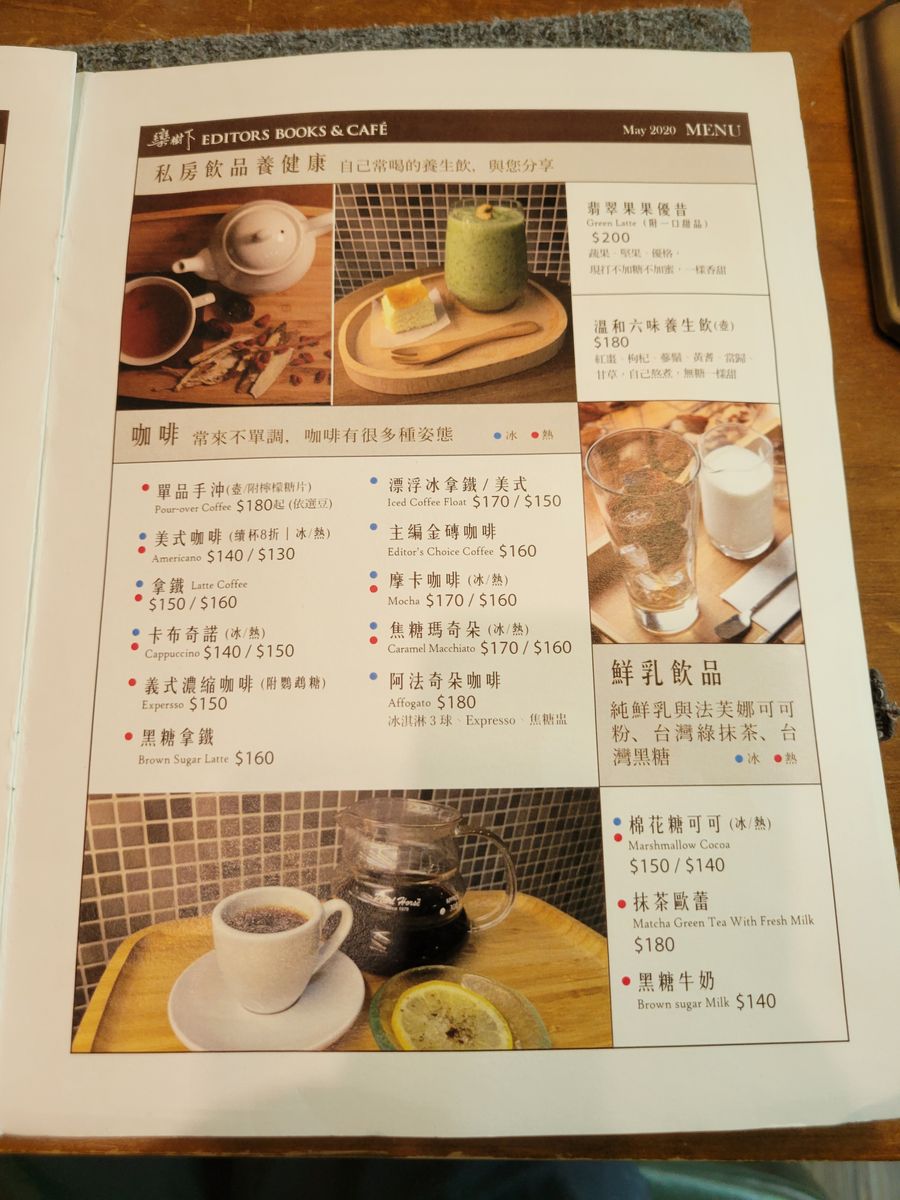 欒樹下 EDITORS BOOKS & CAFÉ
May 2020 MENU
私房飲品養健康 自己常喝的養生飲，與您分享
翡翠果果優昔
Green Latte（附一口甜品）
$200
蔬果、堅果、優格，
現打不加糖不加蜜，一樣香甜
溫和六味養生飲(壺)
$180
紅棗、枸杞、蔘鬚、黃耆、當歸、
甘草，自己熬煮，無糖一樣甜
咖啡 常來不單調，咖啡有很多種姿態
冰 熱
單品手沖(壺/附檸檬糖片)
Pour-over Coffee $180起 (依選豆)
美式咖啡 (續杯8折｜冰/熱)
Americano $140 / $130
拿鐵 Latte Coffee
$150 / $160
卡布奇諾 (冰/熱)
Cappuccino $140 / $150
義式濃縮咖啡 (附鸚鵡糖)
Expersso $150
黑糖拿鐵
Brown Sugar Latte $160
漂浮冰拿鐵 / 美式
Iced Coffee Float $170 / $150
主編金磚咖啡
Editor's Choice Coffee $160
摩卡咖啡 (冰/熱)
Mocha $170 / $160
焦糖瑪奇朵 (冰/熱)
Caramel Macchiato $170 / $160
阿法奇朵咖啡
Affogato $180
冰淇淋 3 球、Expresso、焦糖盅
鮮乳飲品
純鮮乳與法芙娜可可
粉、台灣綠抹茶、台
灣黑糖
冰 熱
棉花糖可可 (冰/熱)
Marshmallow Cocoa
$150 / $140
抹茶歐蕾
Matcha Green Tea With Fresh Milk
$180
黑糖牛奶
Brown sugar Milk $140
Horse